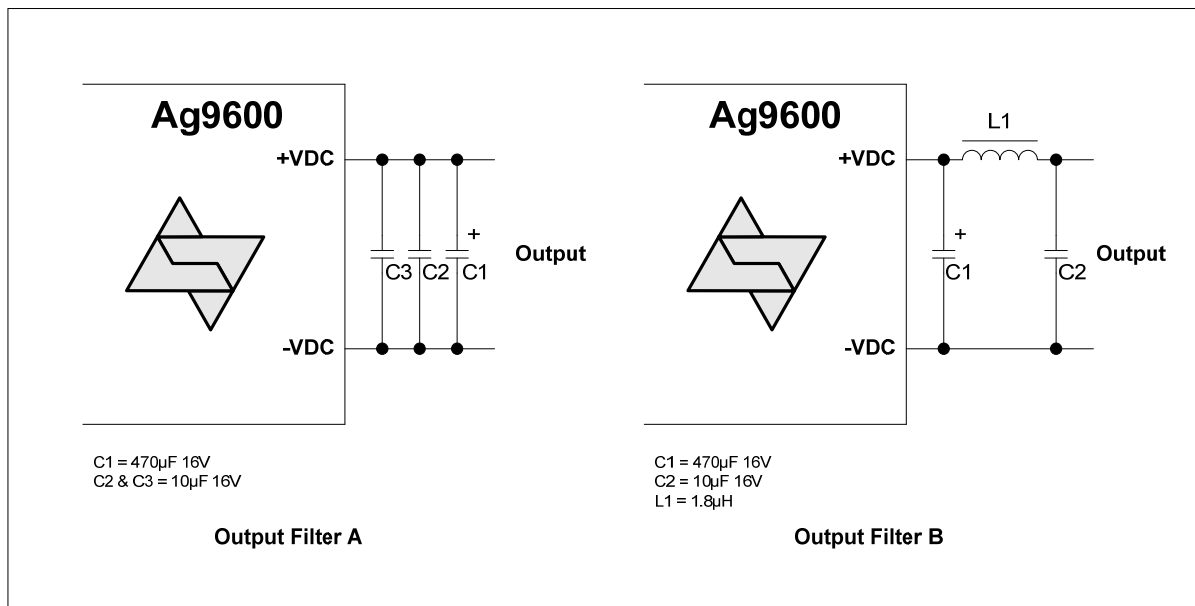 Ag9600
+VDC
+
C3 C2 C1
Output
-VDC
C1 = 470µF 16V
C2 & C3 = 10µF 16V
Output Filter A
Ag9600
L1
+VDC
+
C1
C2
Output
-VDC
C1 = 470µF 16V
C2 = 10µF 16V
L1 = 1.8µH
Output Filter B